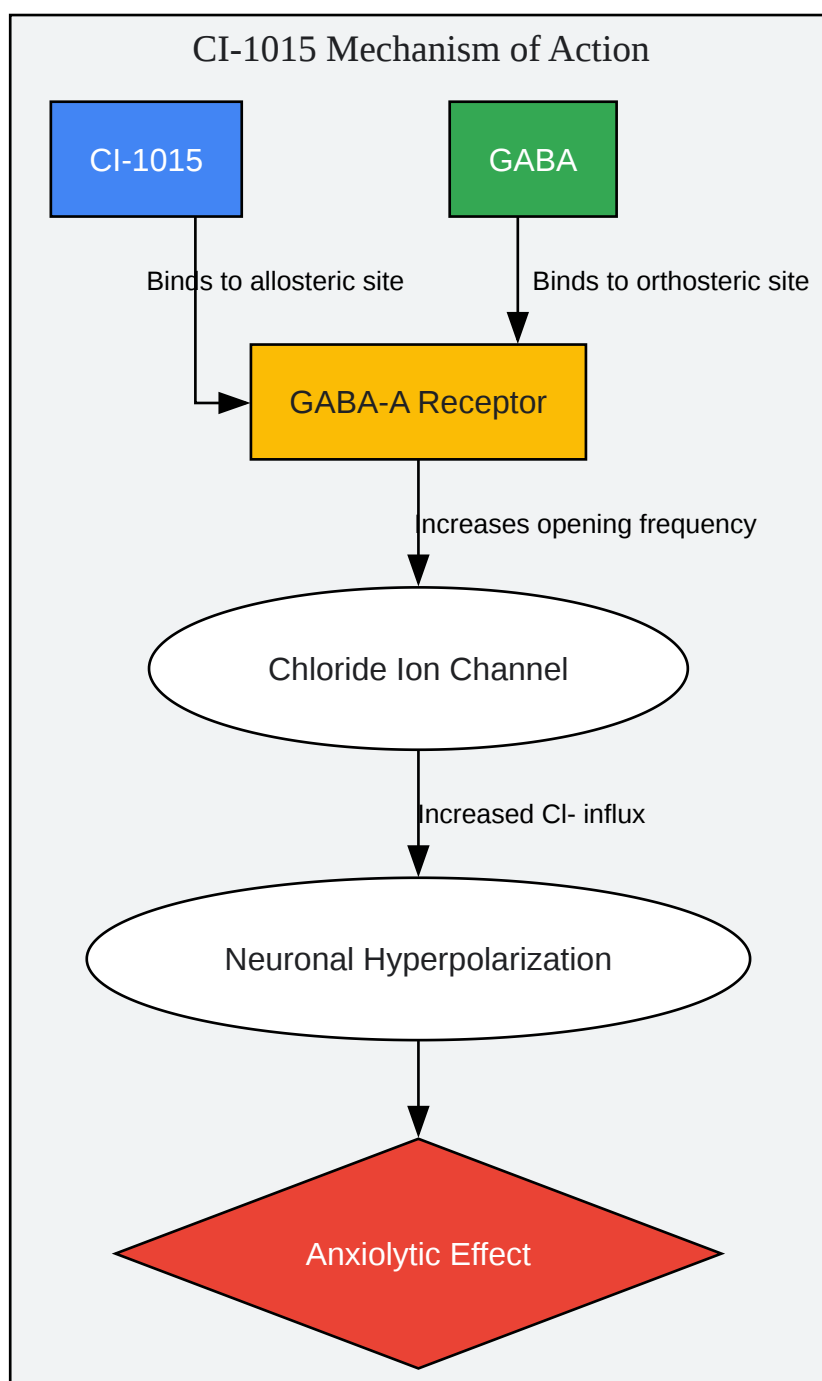 CI-1015 Mechanism of Action
CI-1015
GABA
Binds to allosteric site
Binds to orthosteric site
GABA-A Receptor
Increases opening frequency
Chloride Ion Channel
Increased Cl- influx
Neuronal Hyperpolarization
Anxiolytic Effect